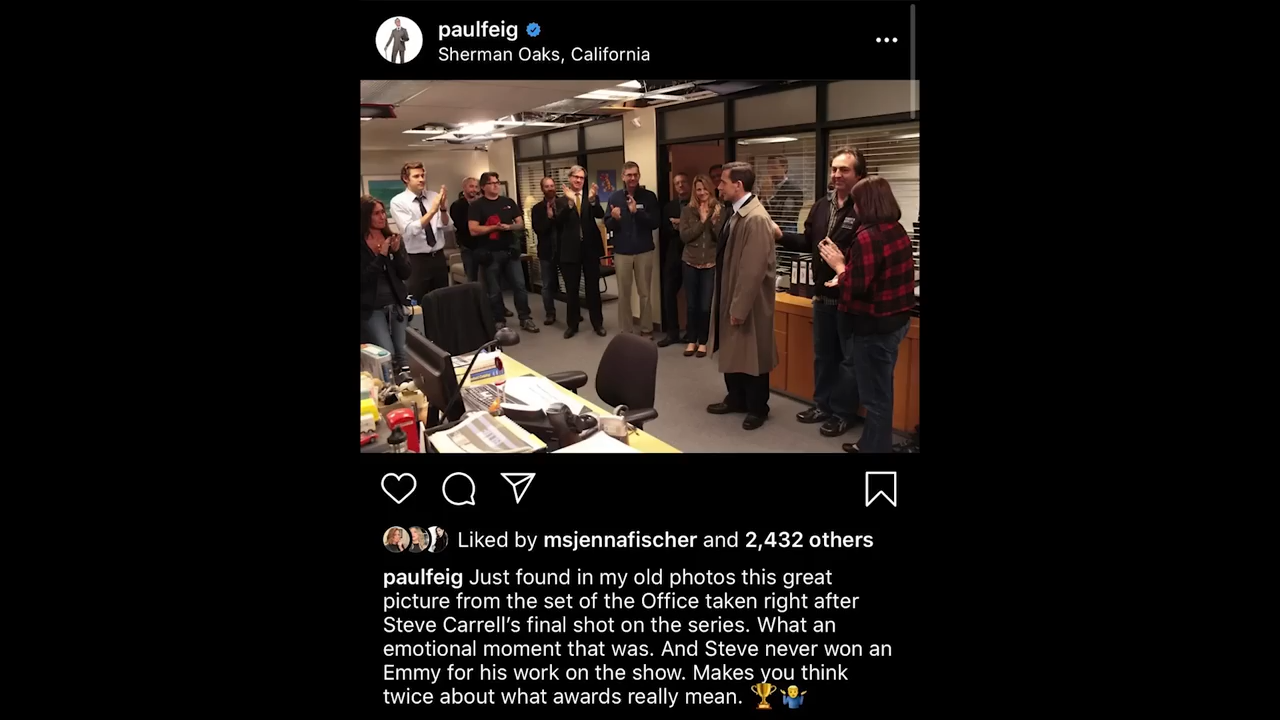 paulfeig
Sherman Oaks, California
Liked by msjennafischer and 2,432 others
paulfeig Just found in my old photos this great
picture from the set of the Office taken right after
Steve Carrell’s final shot on the series. What an
emotional moment that was. And Steve never won an
Emmy for his work on the show. Makes you think
twice about what awards really mean. 🏆🤷‍♂️